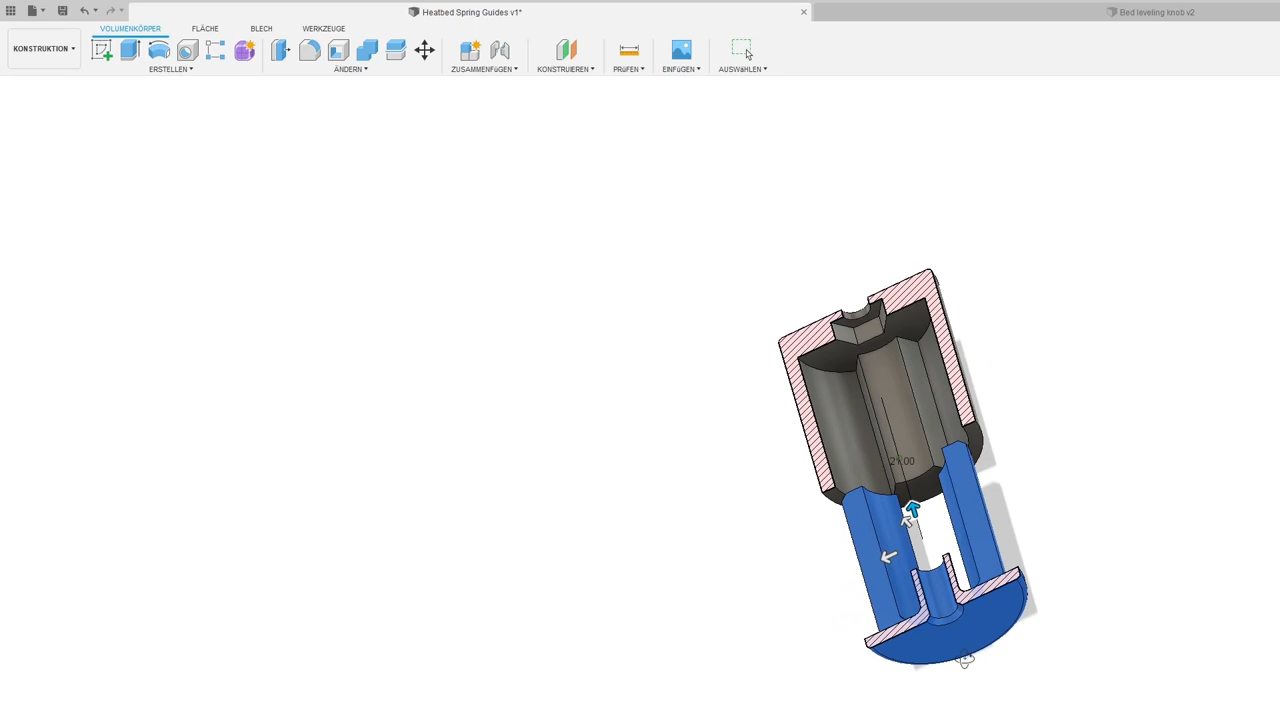 Heatbed Spring Guides v1*
Bed leveling knob v2
VOLUMENKÖRPER FLÄCHE BLECH WERKZEUGE
KONSTRUKTION
ERSTELLEN ÄNDERN ZUSAMMENFÜGEN KONSTRUIEREN PRÜFEN EINFÜGEN AUSWÄHLEN